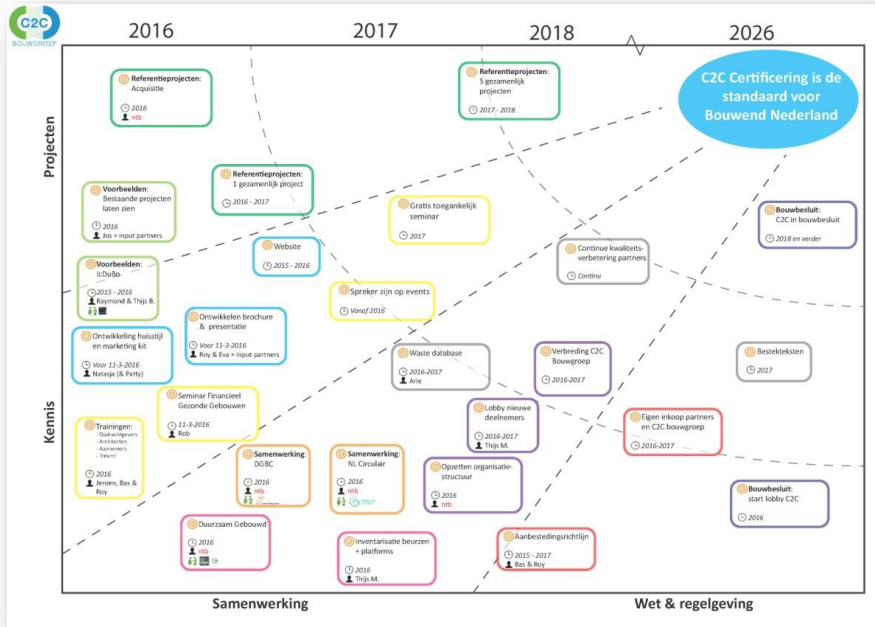 C2C
BOUWGROEP
2016
2017
2018
2026
Projecten
Kennis
C2C Certificering is de
standaard voor
Bouwend Nederland
Referentieprojecten:
Acquisitie
2016
ntb
Referentieprojecten:
5 gezamenlijk
projecten
2017 - 2018
Voorbeelden:
Bestaande projecten
laten zien
2016
Jos + input partners
Referentieprojecten:
1 gezamenlijk project
2016 - 2017
Gratis toegankelijk
seminar
2017
Bouwbesluit:
C2C in bouwbesluit
2018 en verder
Website
2015 - 2016
Continue kwaliteits-
verbetering partners
Continu
Voorbeelden:
IcDuBo
2015 - 2016
Raymond & Thijs B.
Spreker zijn op events
Vanaf 2016
Ontwikkeling huisstijl
en marketing kit
Voor 11-3-2016
Natasja (& Patty)
Ontwikkelen brochure
& presentatie
Voor 11-3-2016
Roy & Eva + input partners
Waste database
2016-2017
Arie
Verbreding C2C
Bouwgroep
2016-2017
Bestekteksten
2017
Seminar Financieel
Gezonde Gebouwen
11-3-2016
Rob
Lobby nieuwe
deelnemers
2016-2017
Thijs M.
Eigen inkoop partners
en C2C bouwgroep
2016-2017
Trainingen:
- Opdrachtgevers
- Architecten
- Aannemers
- 'Intern'
2016
Jeroen, Bas &
Roy
Samenwerking:
DGBC
2016
ntb
Samenwerking:
NL Circulair
2016
ntb
Opzetten organisatie-
structuur
2016
ntb
Bouwbesluit:
start lobby C2C
2016
Duurzaam Gebouwd
2016
ntb
Inventarisatie beurzen
+ platforms
2016
Thijs M.
Aanbestedingsrichtlijn
2015 - 2017
Bas & Roy
Samenwerking
Wet & regelgeving